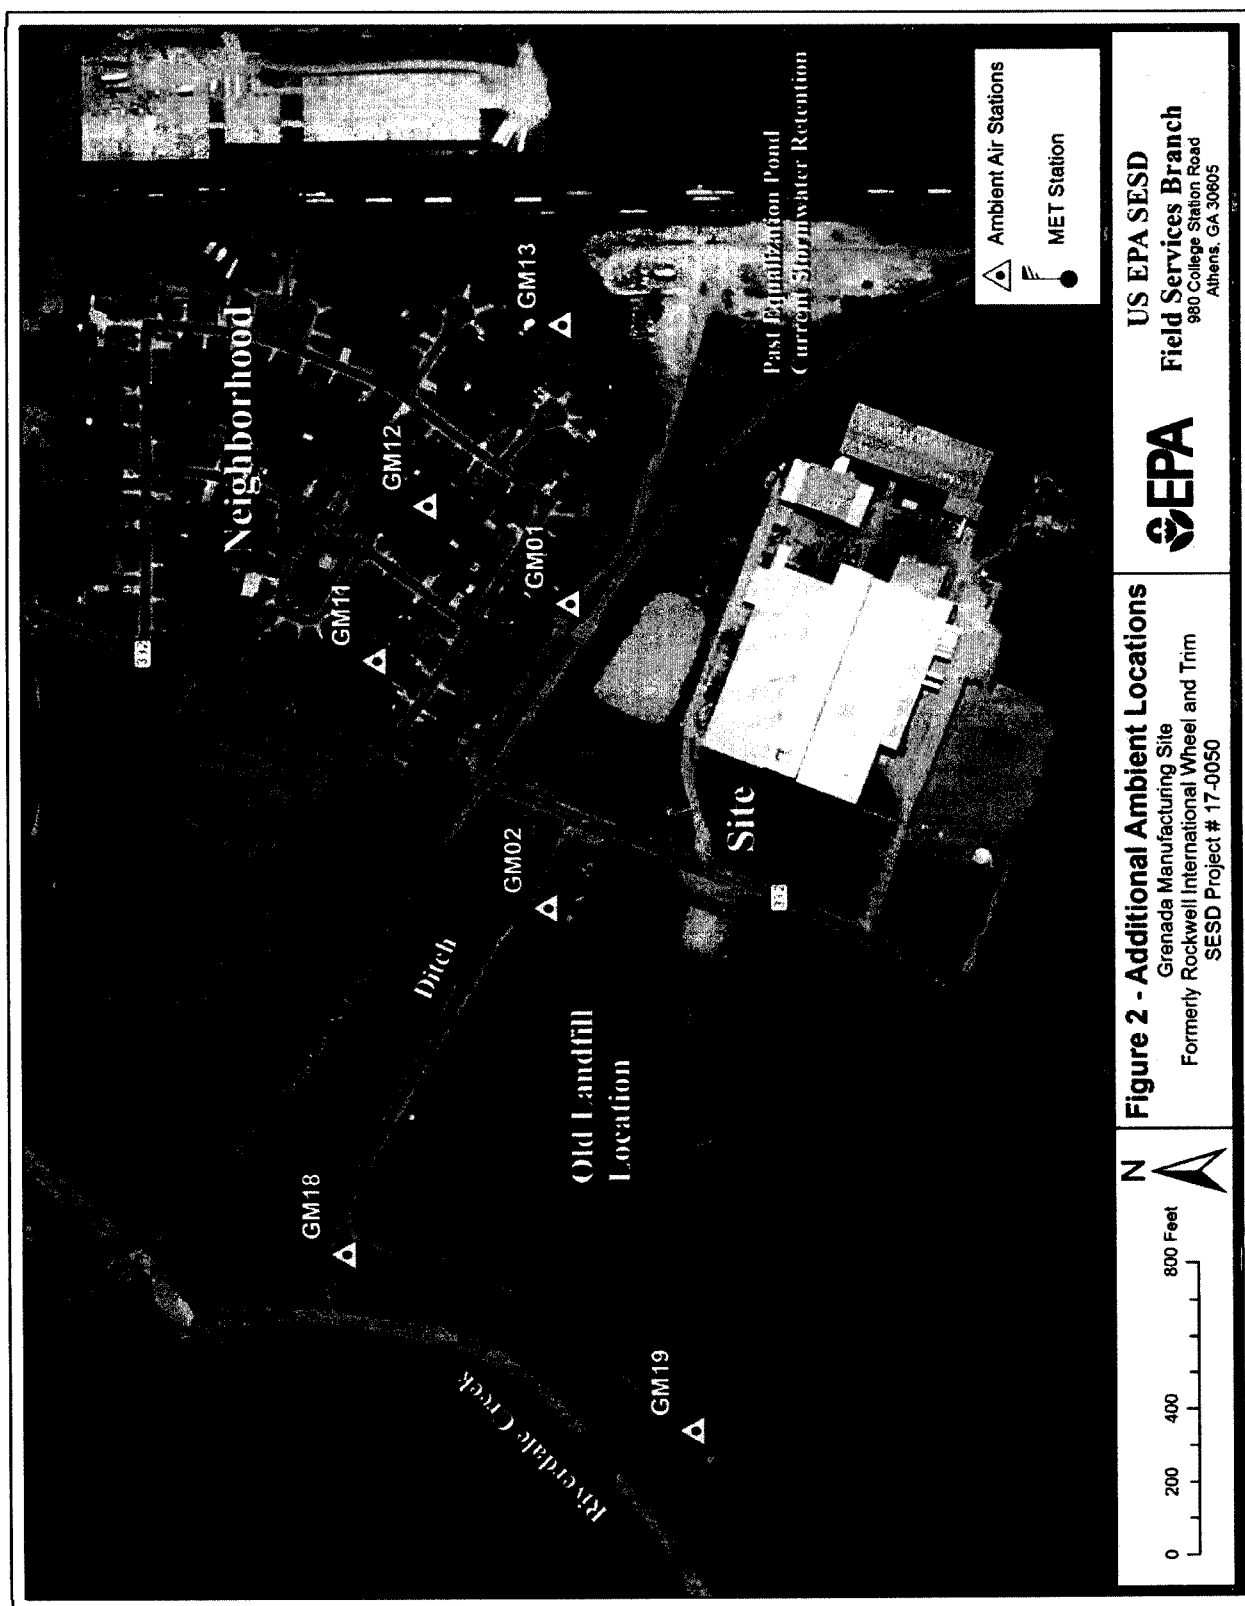 Neighborhood
332
GM11
GM12
GM13
GM01
GM02
GM18
GM19
Ditch
Riverdale Creek
Old Landfill
Location
Site
332
Past Equalization Pond
Current Stormwater Retention
Ambient Air Stations
MET Station
0 200 400 800 Feet
N
Figure 2 - Additional Ambient Locations
Grenada Manufacturing Site
Formerly Rockwell International Wheel and Trim
SESD Project # 17-0050
EPA
US EPA SESD
Field Services Branch
980 College Station Road
Athens, GA 30605